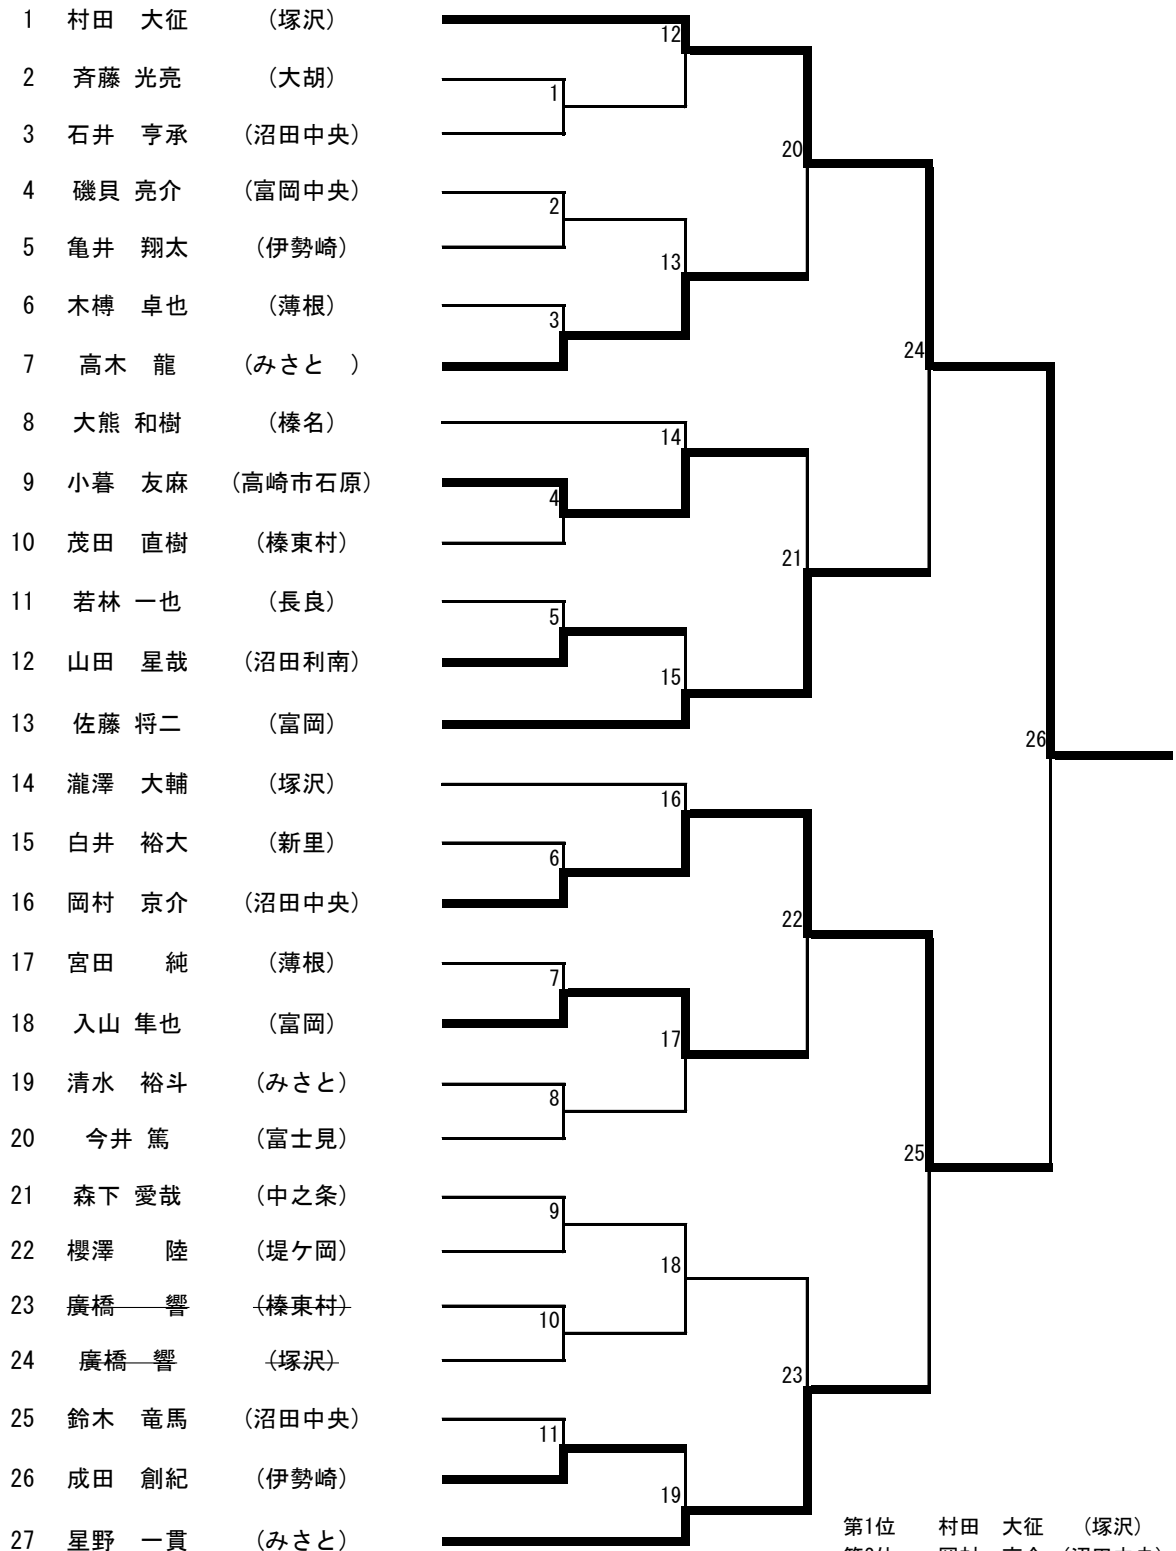 1 村田 大征 (塚沢)
12
2 斉藤 光亮 (大胡)
1
3 石井 亨承 (沼田中央)
20
4 磯貝 亮介 (富岡中央)
2
5 亀井 翔太 (伊勢崎)
13
6 木榑 卓也 (薄根)
3
7 高木 龍 (みさと )
24
8 大熊 和樹 (榛名)
14
9 小暮 友麻 (高崎市石原)
4
10 茂田 直樹 (榛東村)
21
11 若林 一也 (長良)
5
12 山田 星哉 (沼田利南)
15
13 佐藤 将二 (富岡)
26
14 瀧澤 大輔 (塚沢)
16
15 白井 裕大 (新里)
6
16 岡村 京介 (沼田中央)
22
17 宮田 純 (薄根)
7
18 入山 隼也 (富岡)
17
19 清水 裕斗 (みさと)
8
20 今井 篤 (富士見)
25
21 森下 愛哉 (中之条)
9
22 櫻澤 陸 (堤ケ岡)
18
23 廣橋 響 (榛東村)
10
24 廣橋 響 (塚沢)
23
25 鈴木 竜馬 (沼田中央)
11
26 成田 創紀 (伊勢崎)
19
27 星野 一貫 (みさと)
第1位 村田 大征 (塚沢)